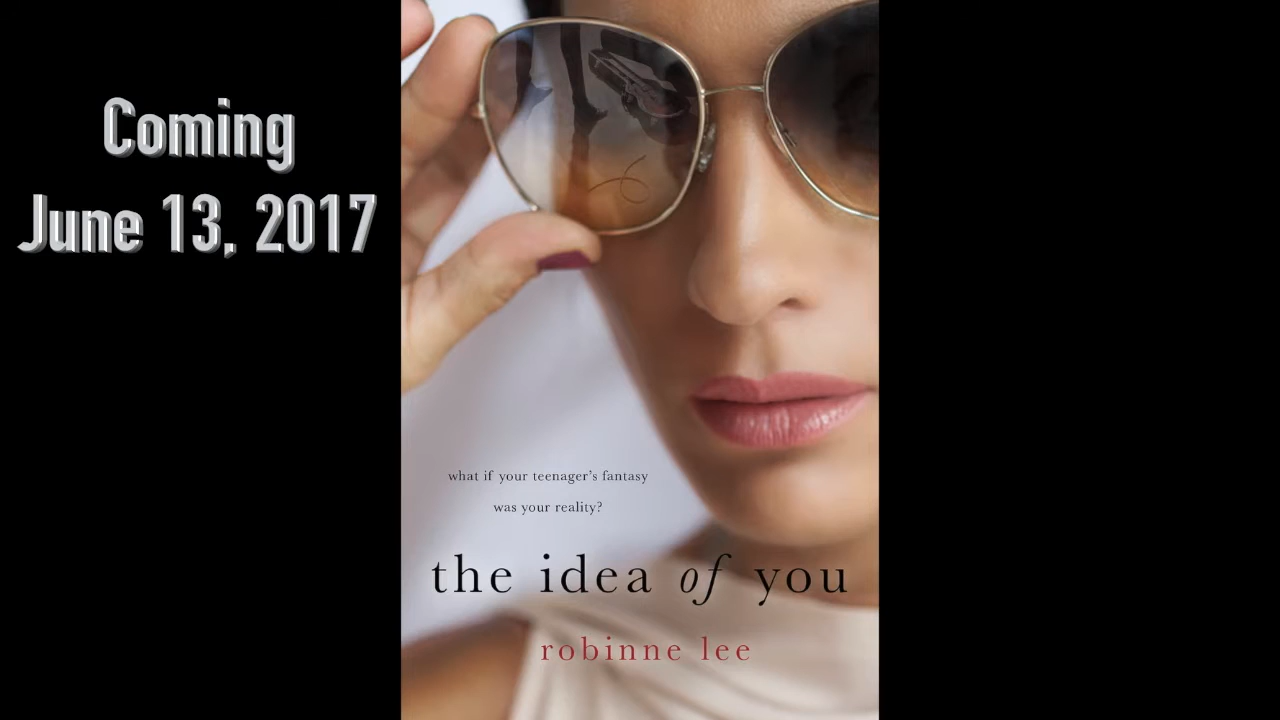 Coming
June 13, 2017
what if your teenager's fantasy
was your reality?
the idea of you
robinne lee